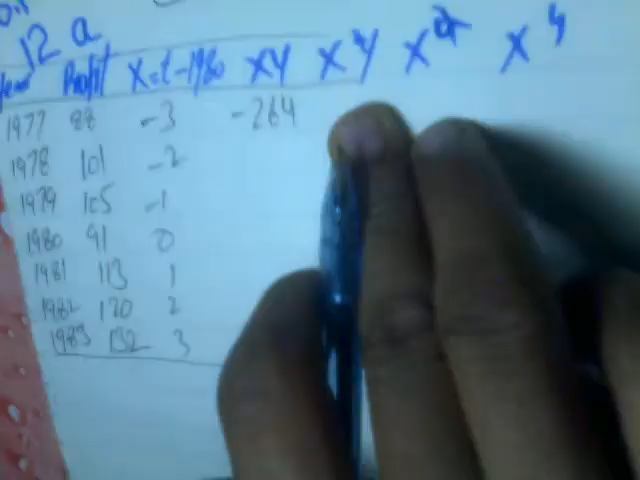 12 a
Year Profit X=t-1980 XY X²Y X² X⁴
1977 88 -3 -264
1978 101 -2
1979 105 -1
1980 91 0
1981 113 1
1982 120 2
1983 132 3